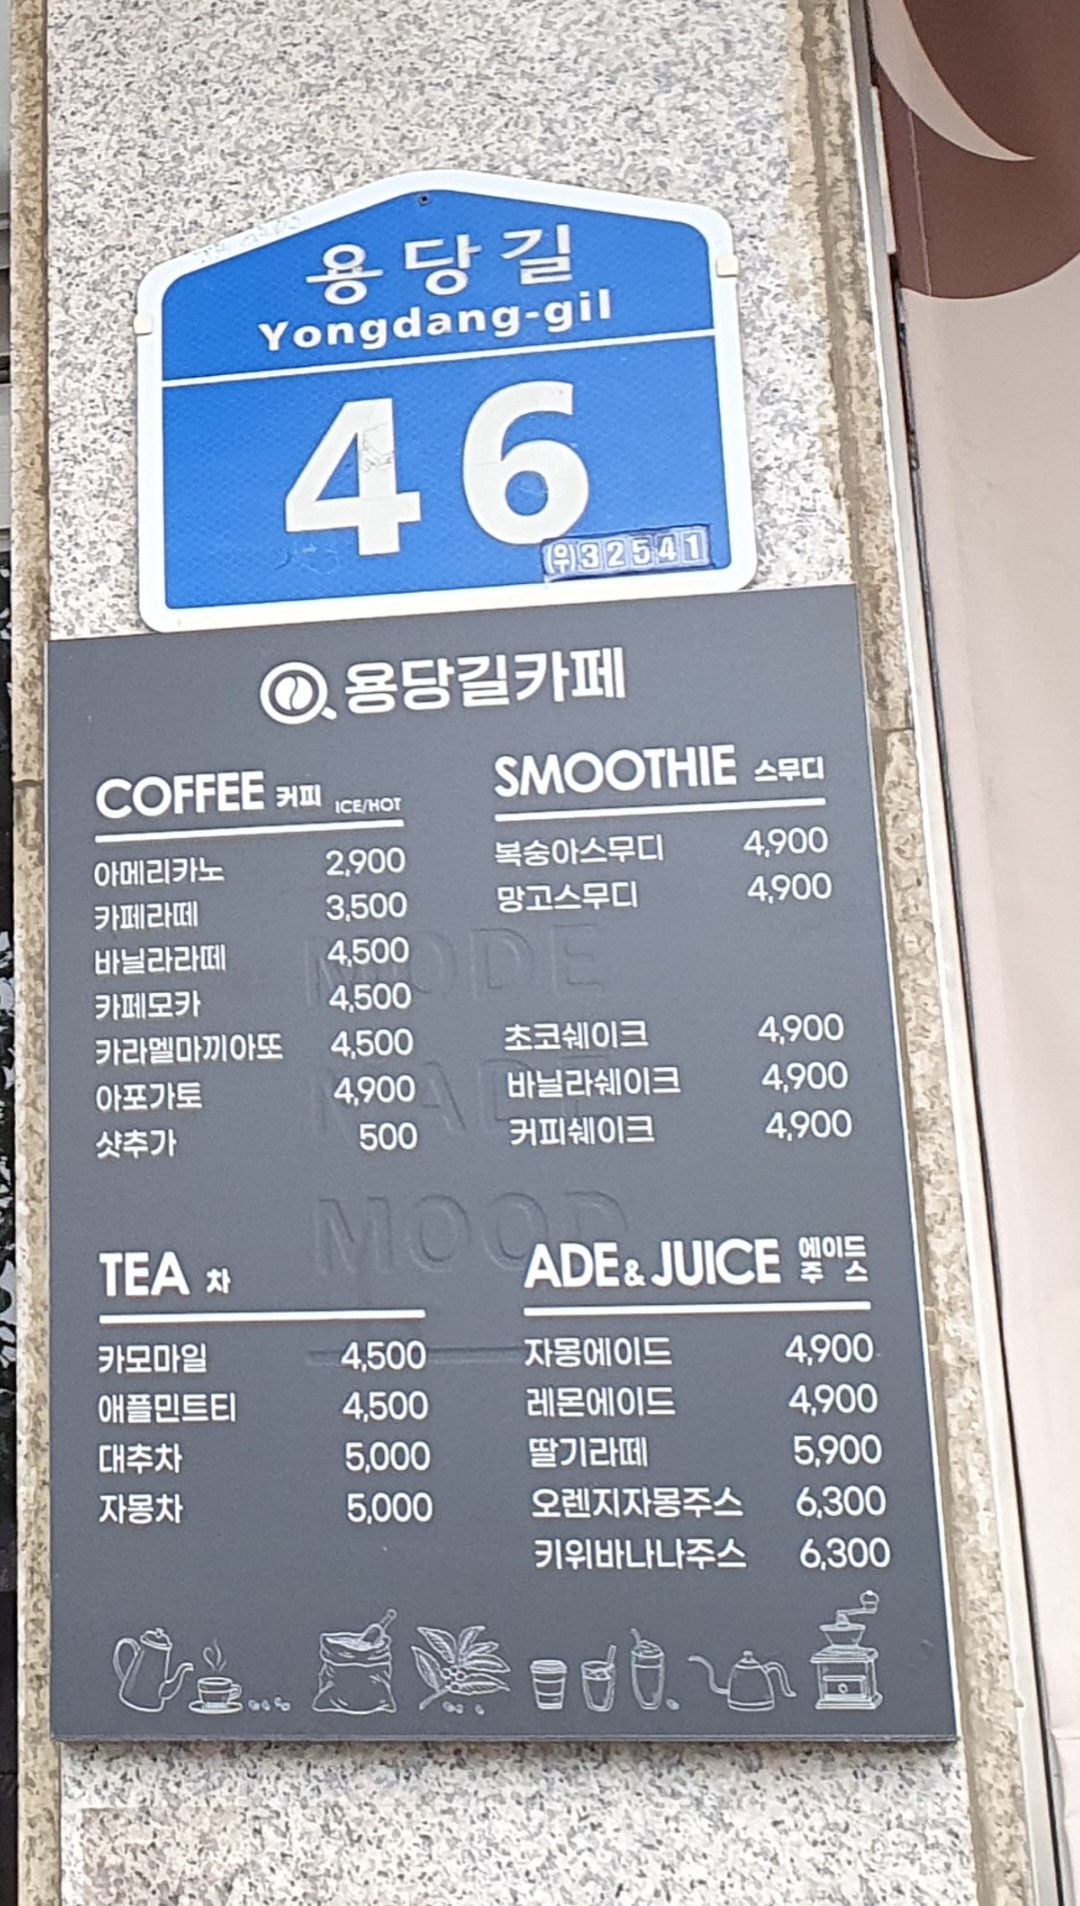 용당길
Yongdang-gil
46
(우)32541
용당길카페
COFFEE 커피 ICE/HOT
아메리카노 2,900
카페라떼 3,500
바닐라라떼 4,500
카페모카 4,500
카라멜마끼아또 4,500
아포가토 4,900
샷추가 500
SMOOTHIE 스무디
복숭아스무디 4,900
망고스무디 4,900
초코쉐이크 4,900
바닐라쉐이크 4,900
커피쉐이크 4,900
MODE
MADE
MOOD
TEA 차
카모마일 4,500
애플민트티 4,500
대추차 5,000
자몽차 5,000
ADE & JUICE 에이드 주스
자몽에이드 4,900
레몬에이드 4,900
딸기라떼 5,900
오렌지자몽주스 6,300
키위바나나주스 6,300